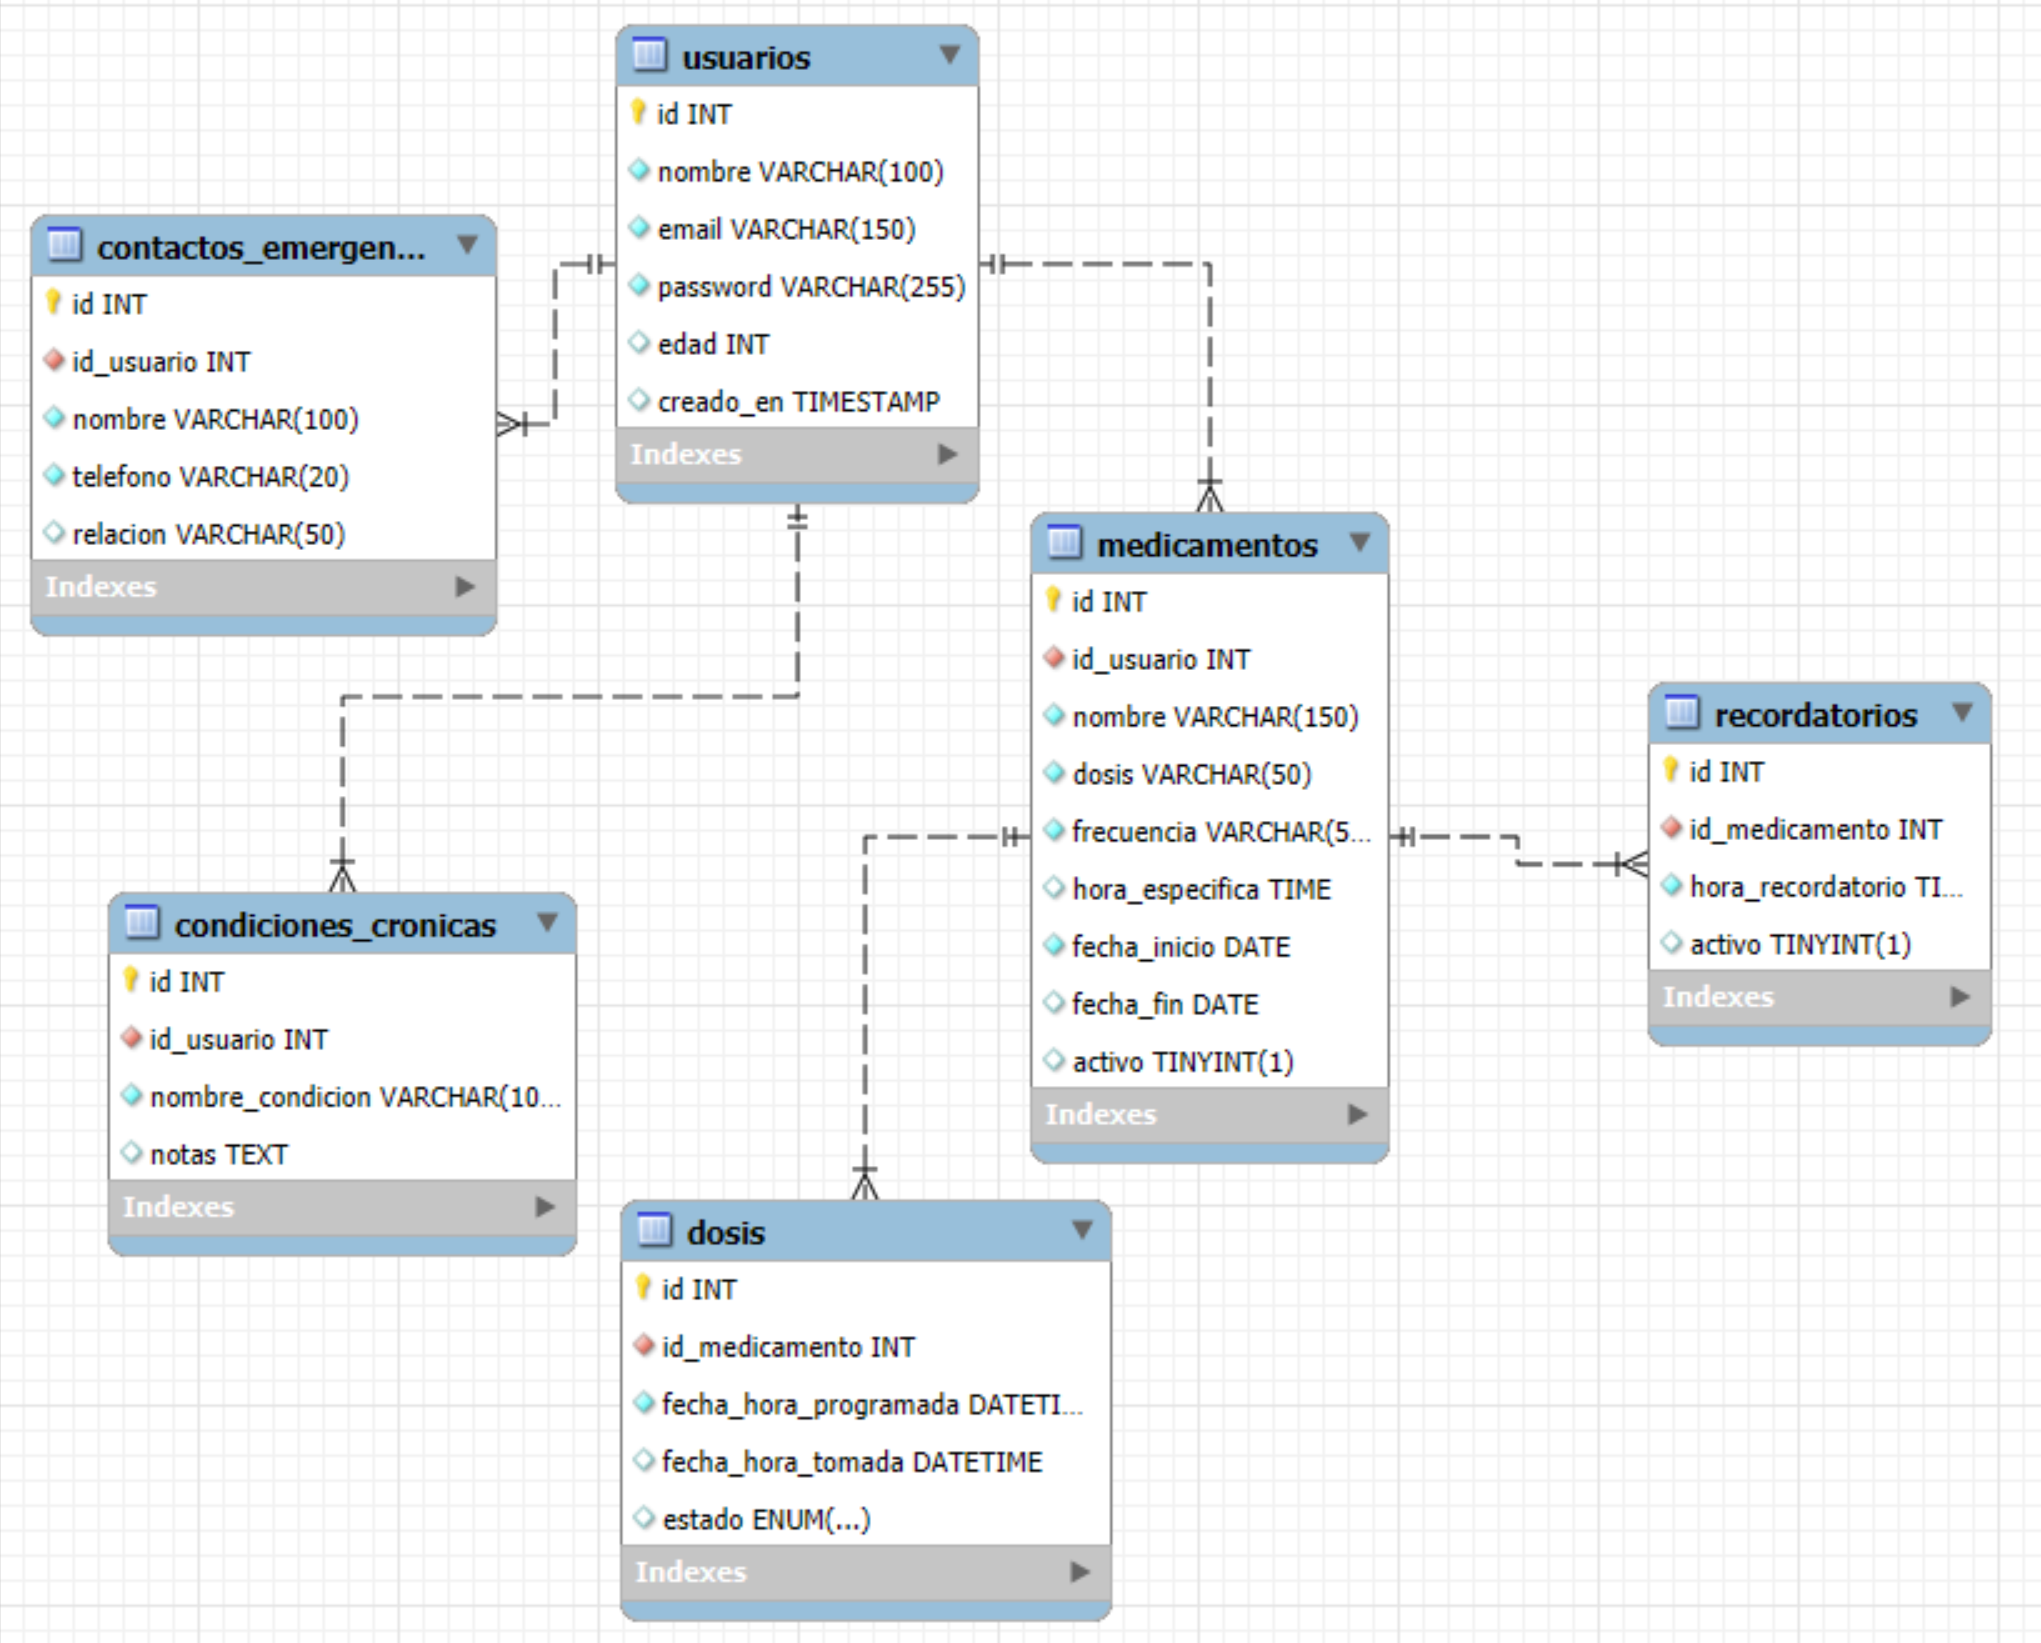 usuarios
id INT
nombre VARCHAR(100)
email VARCHAR(150)
password VARCHAR(255)
edad INT
creado_en TIMESTAMP
Indexes
contactos_emergen...
id INT
id_usuario INT
nombre VARCHAR(100)
telefono VARCHAR(20)
relacion VARCHAR(50)
Indexes
medicamentos
id INT
id_usuario INT
nombre VARCHAR(150)
dosis VARCHAR(50)
frecuencia VARCHAR(5...
hora_especifica TIME
fecha_inicio DATE
fecha_fin DATE
activo TINYINT(1)
Indexes
recordatorios
id INT
id_medicamento INT
hora_recordatorio TI...
activo TINYINT(1)
Indexes
condiciones_cronicas
id INT
id_usuario INT
nombre_condicion VARCHAR(10...
notas TEXT
Indexes
dosis
id INT
id_medicamento INT
fecha_hora_programada DATETI...
fecha_hora_tomada DATETIME
estado ENUM(...)
Indexes